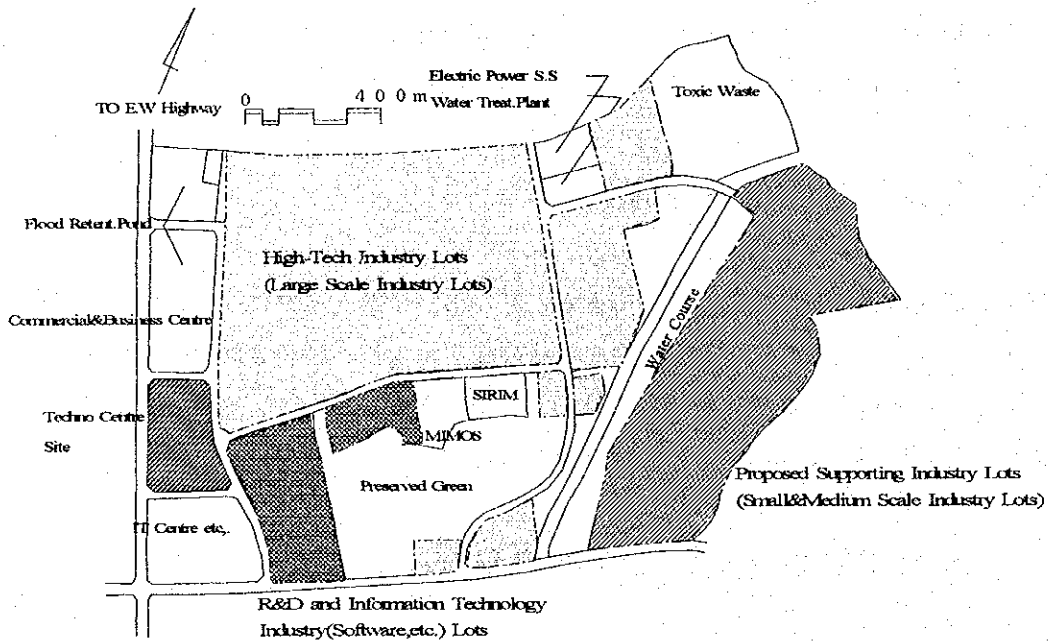 Electric Power S.S
TO E.W Highway
0 400m
Water Treat.Plant
Toxic Waste
Flood Retent.Pond
High-Tech Industry Lots
(Large Scale Industry Lots)
Commercial&Business Centre
Water Course
SIRIM
Techno Centre
Site
MIMOS
Preserved Green
Proposed Supporting Industry Lots
(Small&Medium Scale Industry Lots)
IT Centre etc,.
R&D and Information Technology
Industry(Software,etc.) Lots